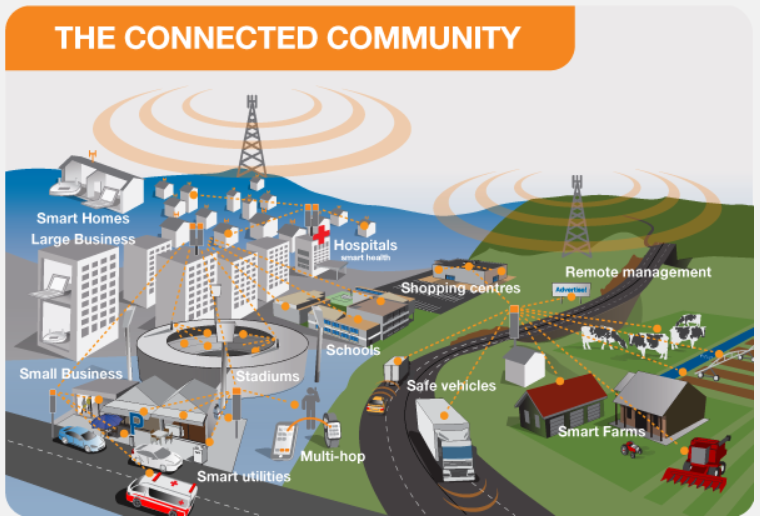 THE CONNECTED COMMUNITY
Smart Homes
Large Business
Hospitals
smart health
Remote management
Shopping centres
Advertise!
Schools
Small Business
Stadiums
Safe vehicles
P
Smart Farms
Multi-hop
Smart utilities